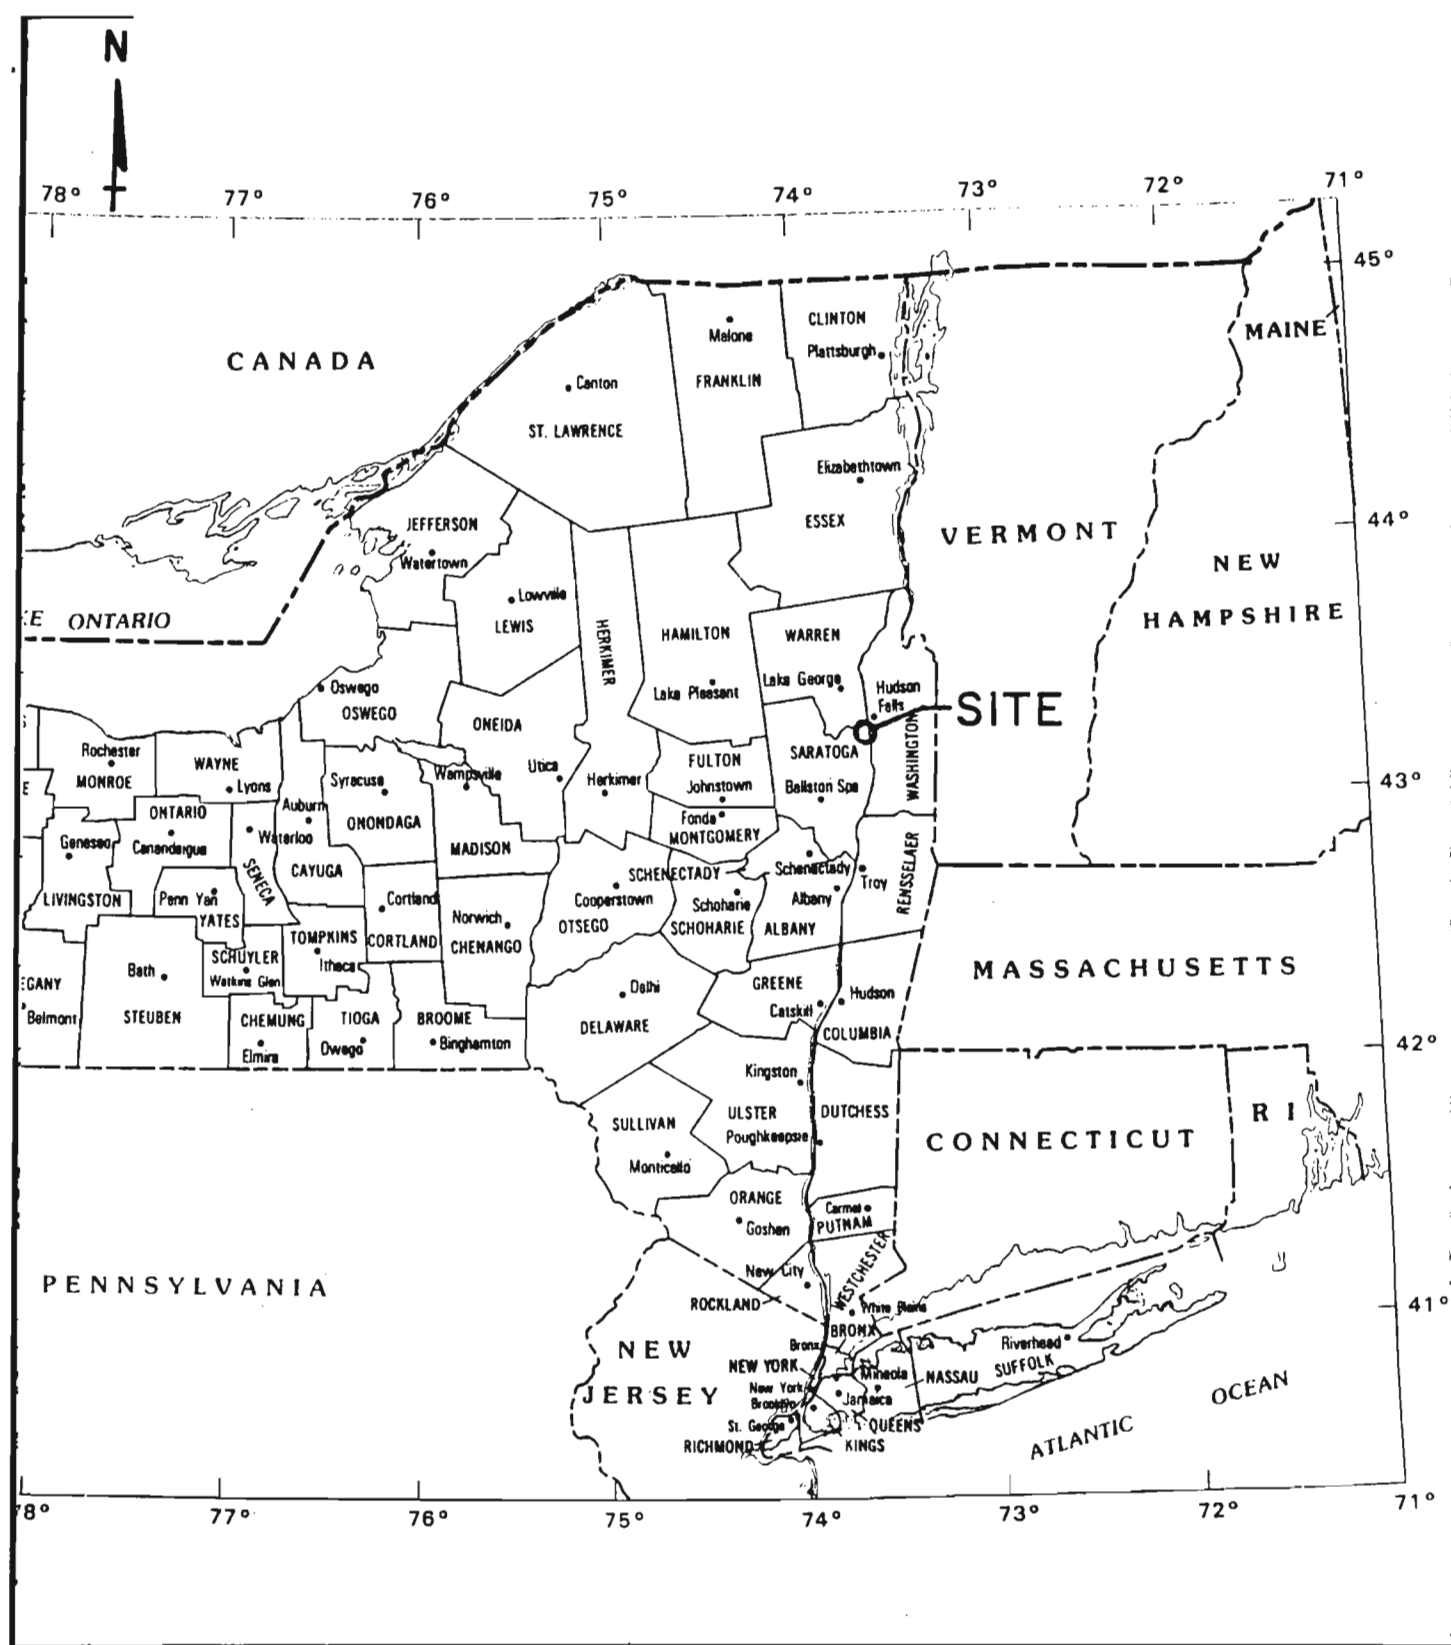 N
78° 77° 76° 75° 74° 73° 72° 71°
45°
CLINTON
MAINE
Malone
Plattsburgh
CANADA
FRANKLIN
Canton
ST. LAWRENCE
Elizabethtown
ESSEX
44°
JEFFERSON
VERMONT
Watertown
NEW
HAMPSHIRE
Lowville
ONTARIO
LEWIS
HERKIMER
HAMILTON
WARREN
Oswego
OSWEGO
Lake Pleasant
Lake George
Hudson
Falls
SITE
ONEIDA
WASHINGTON
Rochester
MONROE
WAYNE
Lyons
Syracuse
Wampsville
Utica
Herkimer
FULTON
Johnstown
SARATOGA
Ballston Spa
43°
E
ONTARIO
Auburn
ONONDAGA
Fonda
MONTGOMERY
Geneseo
Canandaigua
Waterloo
MADISON
SCHENECTADY
Schenectady
Troy
RENSSELAER
CAYUGA
SENECA
LIVINGSTON
Penn Yan
YATES
Cortland
Norwich
Cooperstown
OTSEGO
Schoharie
SCHOHARIE
Albany
ALBANY
TOMPKINS
CORTLAND
CHENANGO
SCHUYLER
Watkins Glen
Ithaca
Bath
MASSACHUSETTS
EGANY
GREENE
Delhi
Hudson
Catskill
Belmont
STEUBEN
CHEMUNG
TIOGA
BROOME
DELAWARE
COLUMBIA
Elmira
Owego
Binghamton
42°
Kingston
SULLIVAN
ULSTER
DUTCHESS
R I
Poughkeepsie
CONNECTICUT
Monticello
ORANGE
Carmel
PUTNAM
Goshen
WESTCHESTER
New City
PENNSYLVANIA
ROCKLAND
White Plains
41°
BRONX
Bronx
NEW
JERSEY
NEW YORK
Riverhead
SUFFOLK
Mineola
NASSAU
New York
Jamaica
Brooklyn
OCEAN
St. George
QUEENS
ATLANTIC
RICHMOND
KINGS
78° 77° 76° 75° 74° 73° 72° 71°